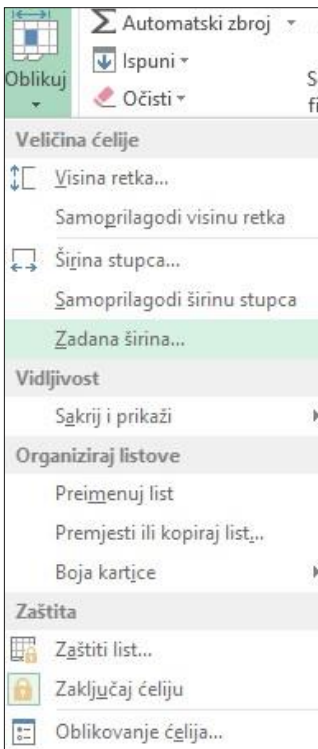 Σ Automatski zbroj
Ispuni
Očisti
Oblikuj
S
fi
Veličina ćelije
Visina retka...
Samoprilagodi visinu retka
Širina stupca...
Samoprilagodi širinu stupca
Zadana širina...
Vidljivost
Sakrij i prikaži
Organiziraj listove
Preimenuj list
Premjesti ili kopiraj list...
Boja kartice
Zaštita
Zaštiti list...
Zaključaj ćeliju
Oblikovanje ćelija...